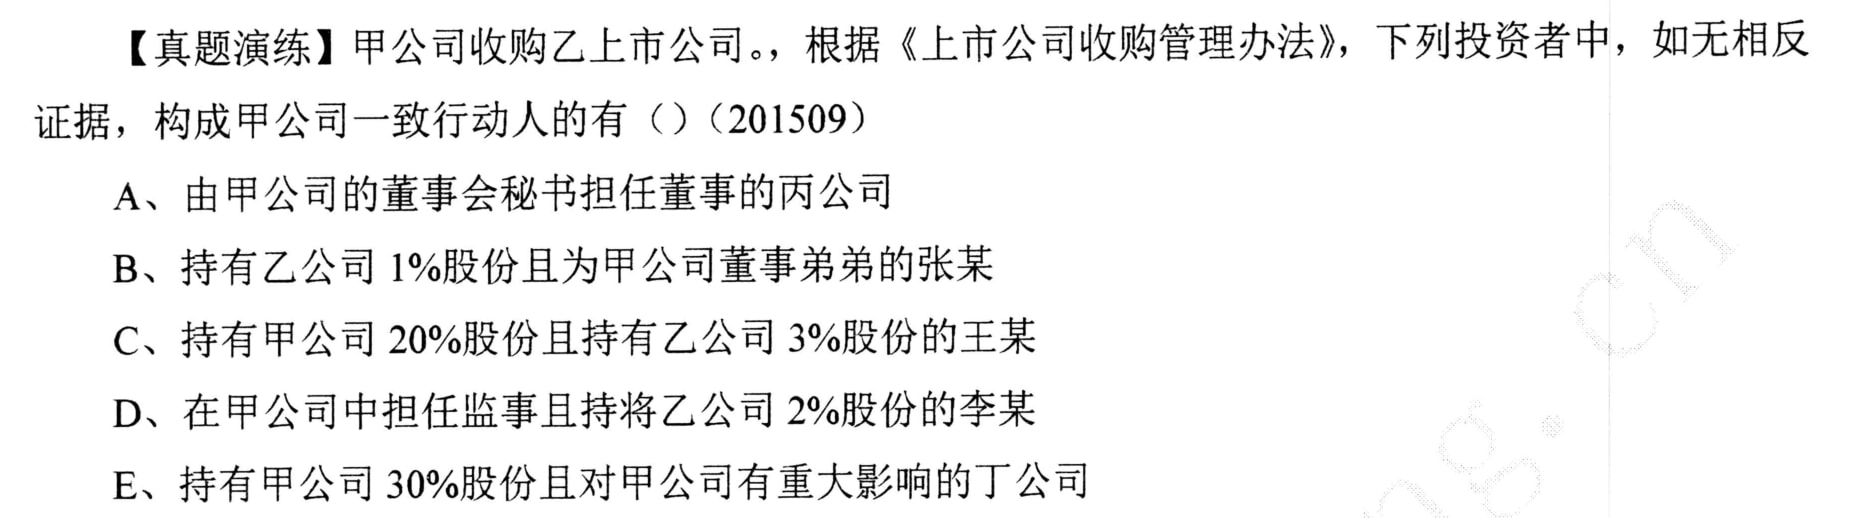 【真题演练】甲公司收购乙上市公司。，根据《上市公司收购管理办法》，下列投资者中，如无相反
证据，构成甲公司一致行动人的有（）（201509）
A、由甲公司的董事会秘书担任董事的丙公司
B、持有乙公司 1%股份且为甲公司董事弟弟的张某
C、持有甲公司 20%股份且持有乙公司 3%股份的王某
D、在甲公司中担任监事且持将乙公司 2%股份的李某
E、持有甲公司 30%股份且对甲公司有重大影响的丁公司
ng.cn